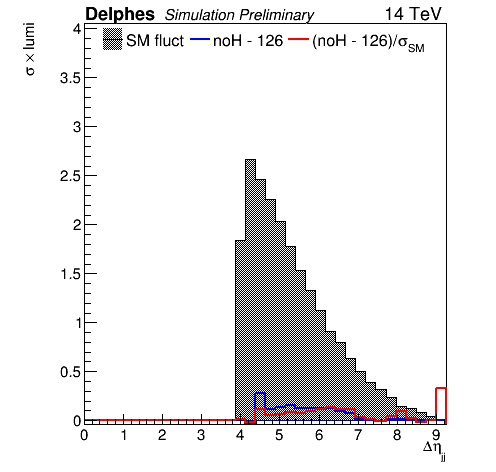 Delphes Simulation Preliminary 14 TeV
SM fluct noH - 126 (noH - 126)/σSM
σ × lumi
4
3.5
3
2.5
2
1.5
1
0.5
0
0 1 2 3 4 5 6 7 8 9
Δηjj